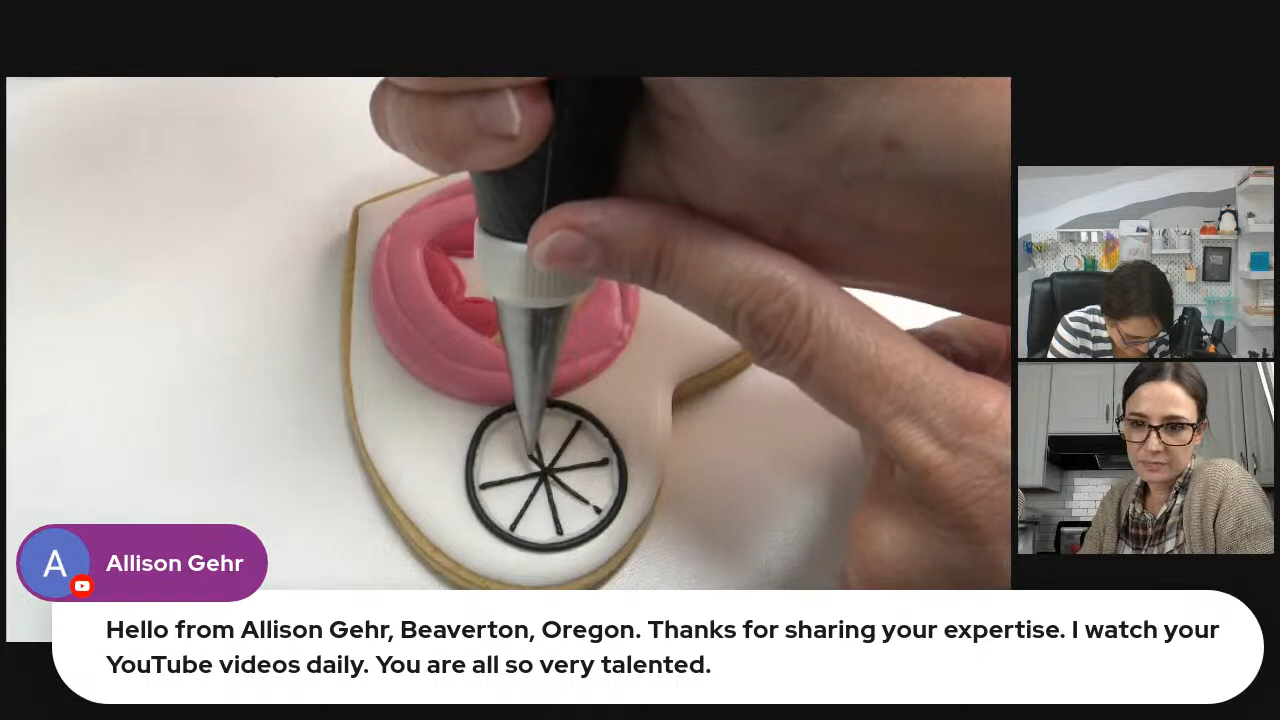 A
Allison Gehr
Hello from Allison Gehr, Beaverton, Oregon. Thanks for sharing your expertise. I watch your
YouTube videos daily. You are all so very talented.